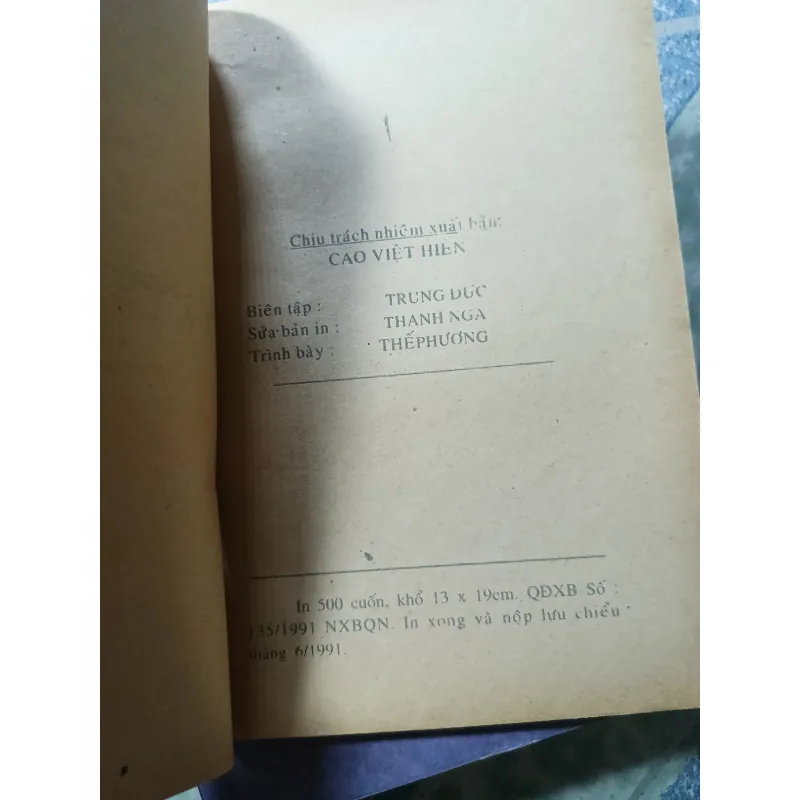 Chịu trách nhiệm xuất bản:
CAO VIỆT HIỀN
Biên tập : TRUNG ĐỨC
Sửa bản in : THANH NGA
Trình bày : THẾPHƯƠNG
In 500 cuốn, khổ 13 x 19cm. QĐXB Số :
135/1991 NXBQN. In xong và nộp lưu chiểu
tháng 6/1991.